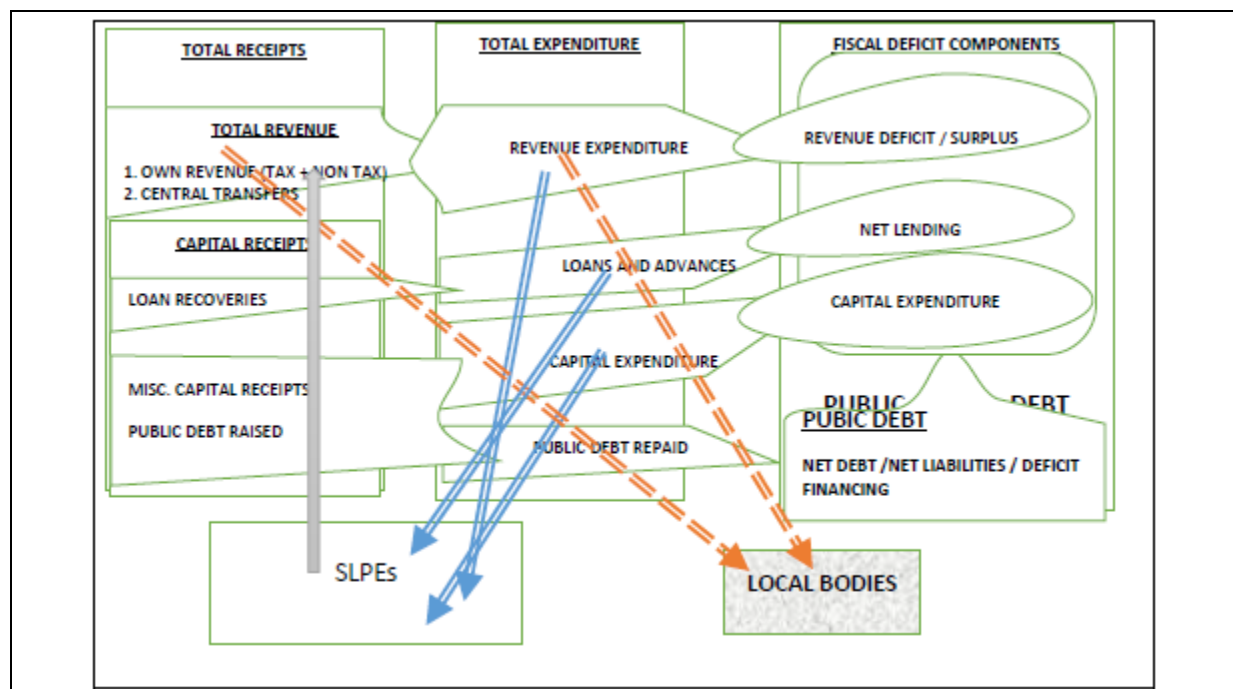 TOTAL RECEIPTS
TOTAL REVENUE
1. OWN REVENUE (TAX + NON TAX)
2. CENTRAL TRANSFERS
CAPITAL RECEIPTS
LOAN RECOVERIES
MISC. CAPITAL RECEIPTS
PUBLIC DEBT RAISED
TOTAL EXPENDITURE
REVENUE EXPENDITURE
LOANS AND ADVANCES
CAPITAL EXPENDITURE
PUBLIC DEBT REPAID
FISCAL DEFICIT COMPONENTS
REVENUE DEFICIT / SURPLUS
NET LENDING
CAPITAL EXPENDITURE
PUBLIC DEBT
PUBIC DEBT
NET DEBT /NET LIABILITIES / DEFICIT
FINANCING
SLPEs
LOCAL BODIES